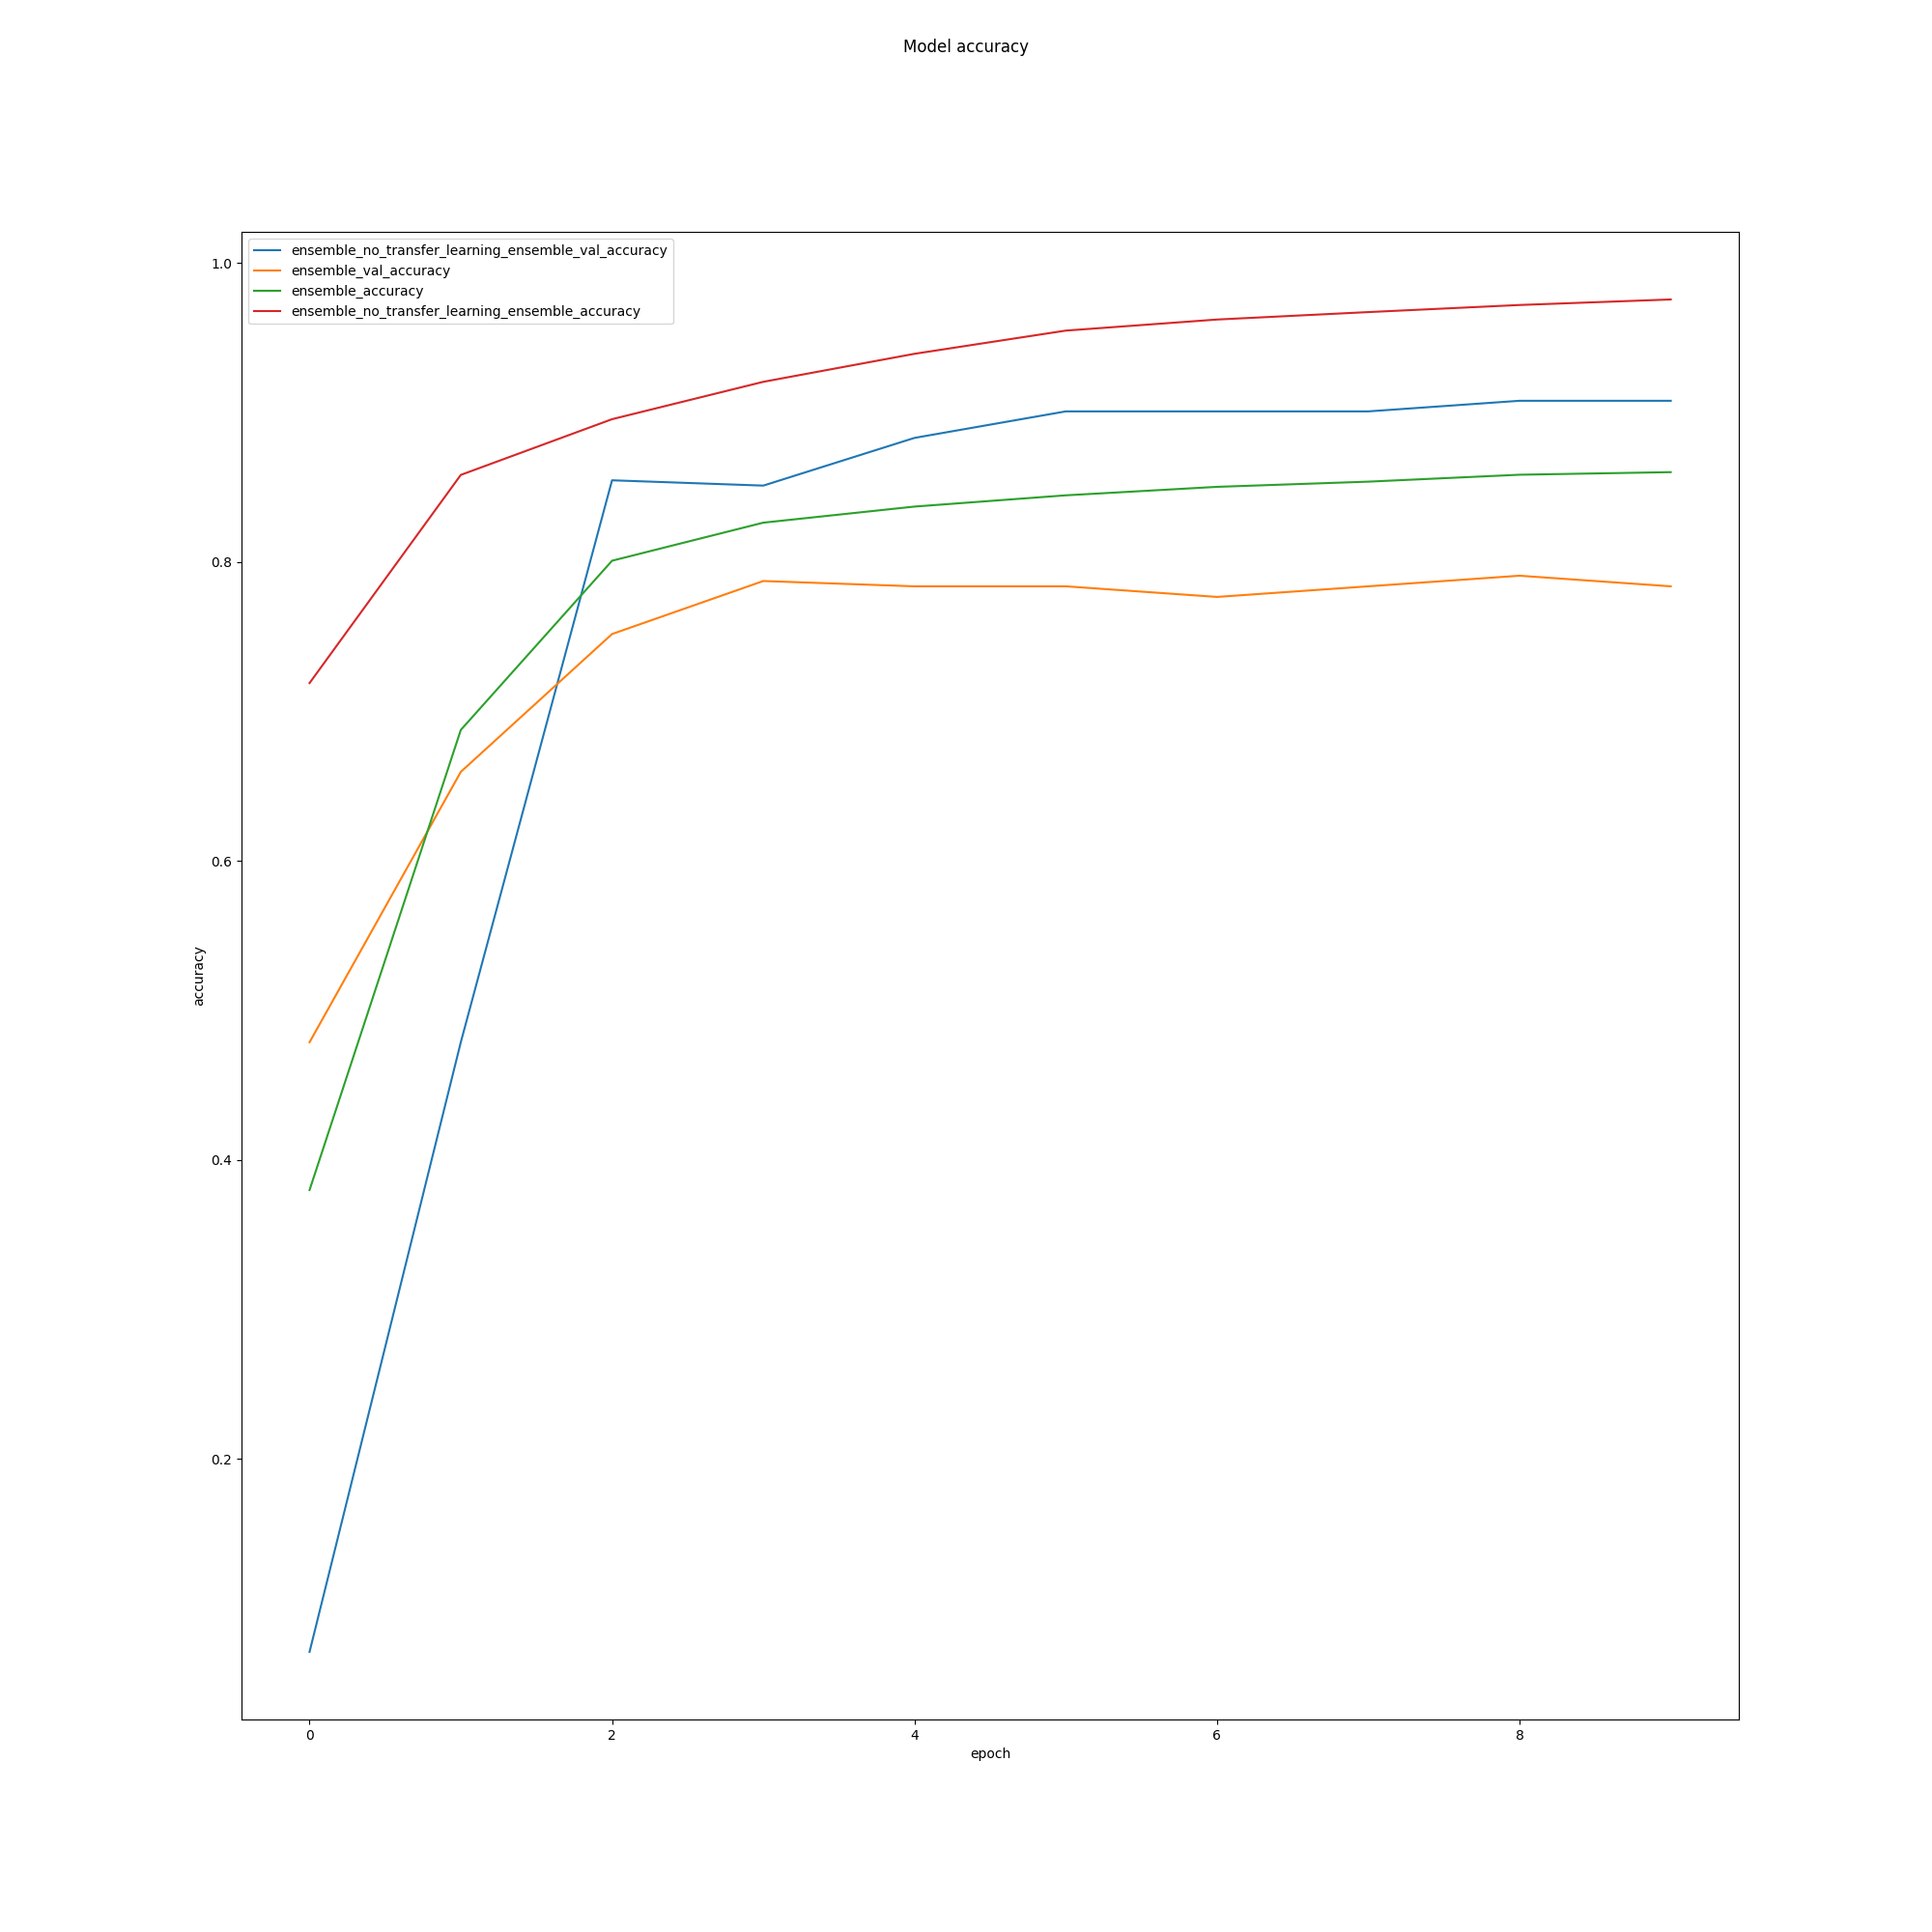 Model accuracy
ensemble_no_transfer_learning_ensemble_val_accuracy
ensemble_val_accuracy
ensemble_accuracy
ensemble_no_transfer_learning_ensemble_accuracy
1.0
0.8
0.6
accuracy
0.4
0.2
0 2 4 6 8
epoch